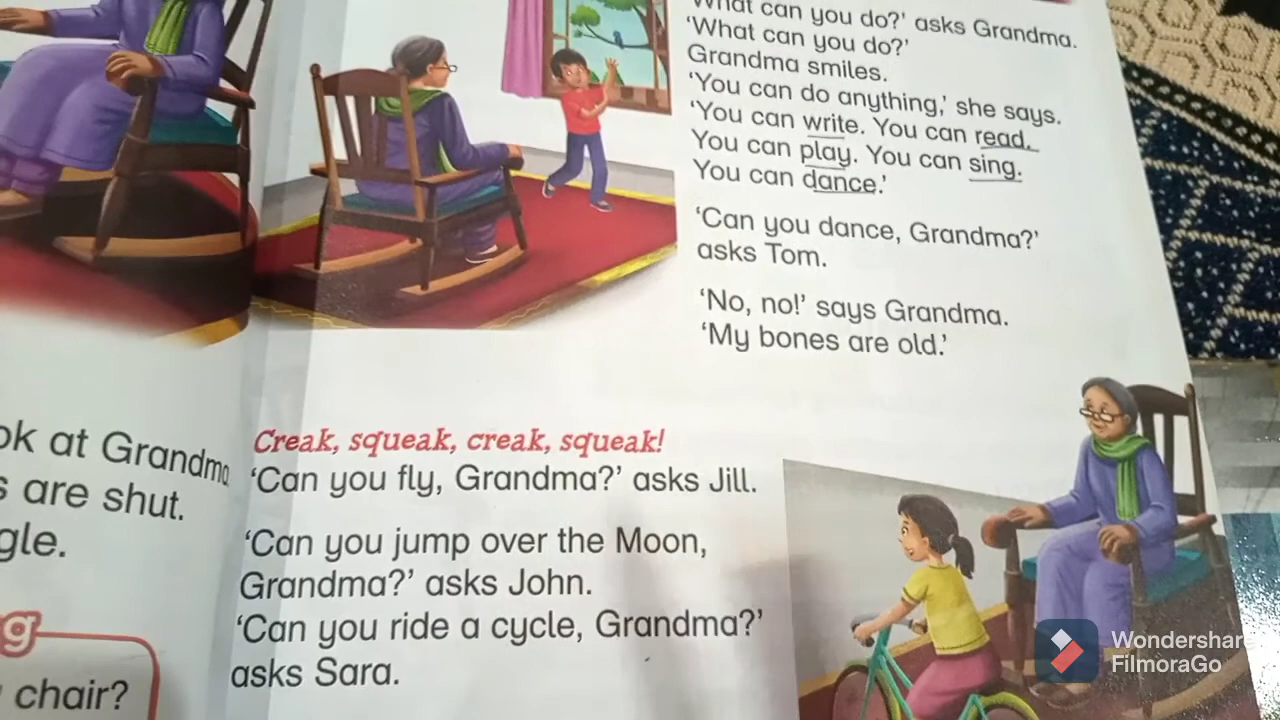 What can you do?' asks Grandma.
'What can you do?'
Grandma smiles.
'You can do anything,' she says.
'You can write. You can read.
You can play. You can sing.
You can dance.'
'Can you dance, Grandma?'
asks Tom.
'No, no!' says Grandma.
'My bones are old.'
at Grandma
are shut.
Creak, squeak, creak, squeak!
'Can you fly, Grandma?' asks Jill.
'Can you jump over the Moon,
Grandma?' asks John.
'Can you ride a cycle, Grandma?'
asks Sara.
chair?
Wondershare
FilmoraGo